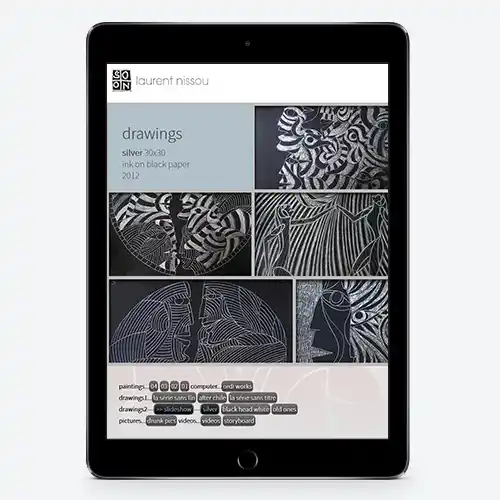 SO
ON
laurent nissou
drawings
silver 30x30
ink on black paper
2012
paintings... 04 03 02 01 computer... ordi works
drawings1... la série sans fin after chile la série sans titre
drawings2--- >> slideshow --- silver black head white old ones
pictures... drunk pics videos... videos storyboard